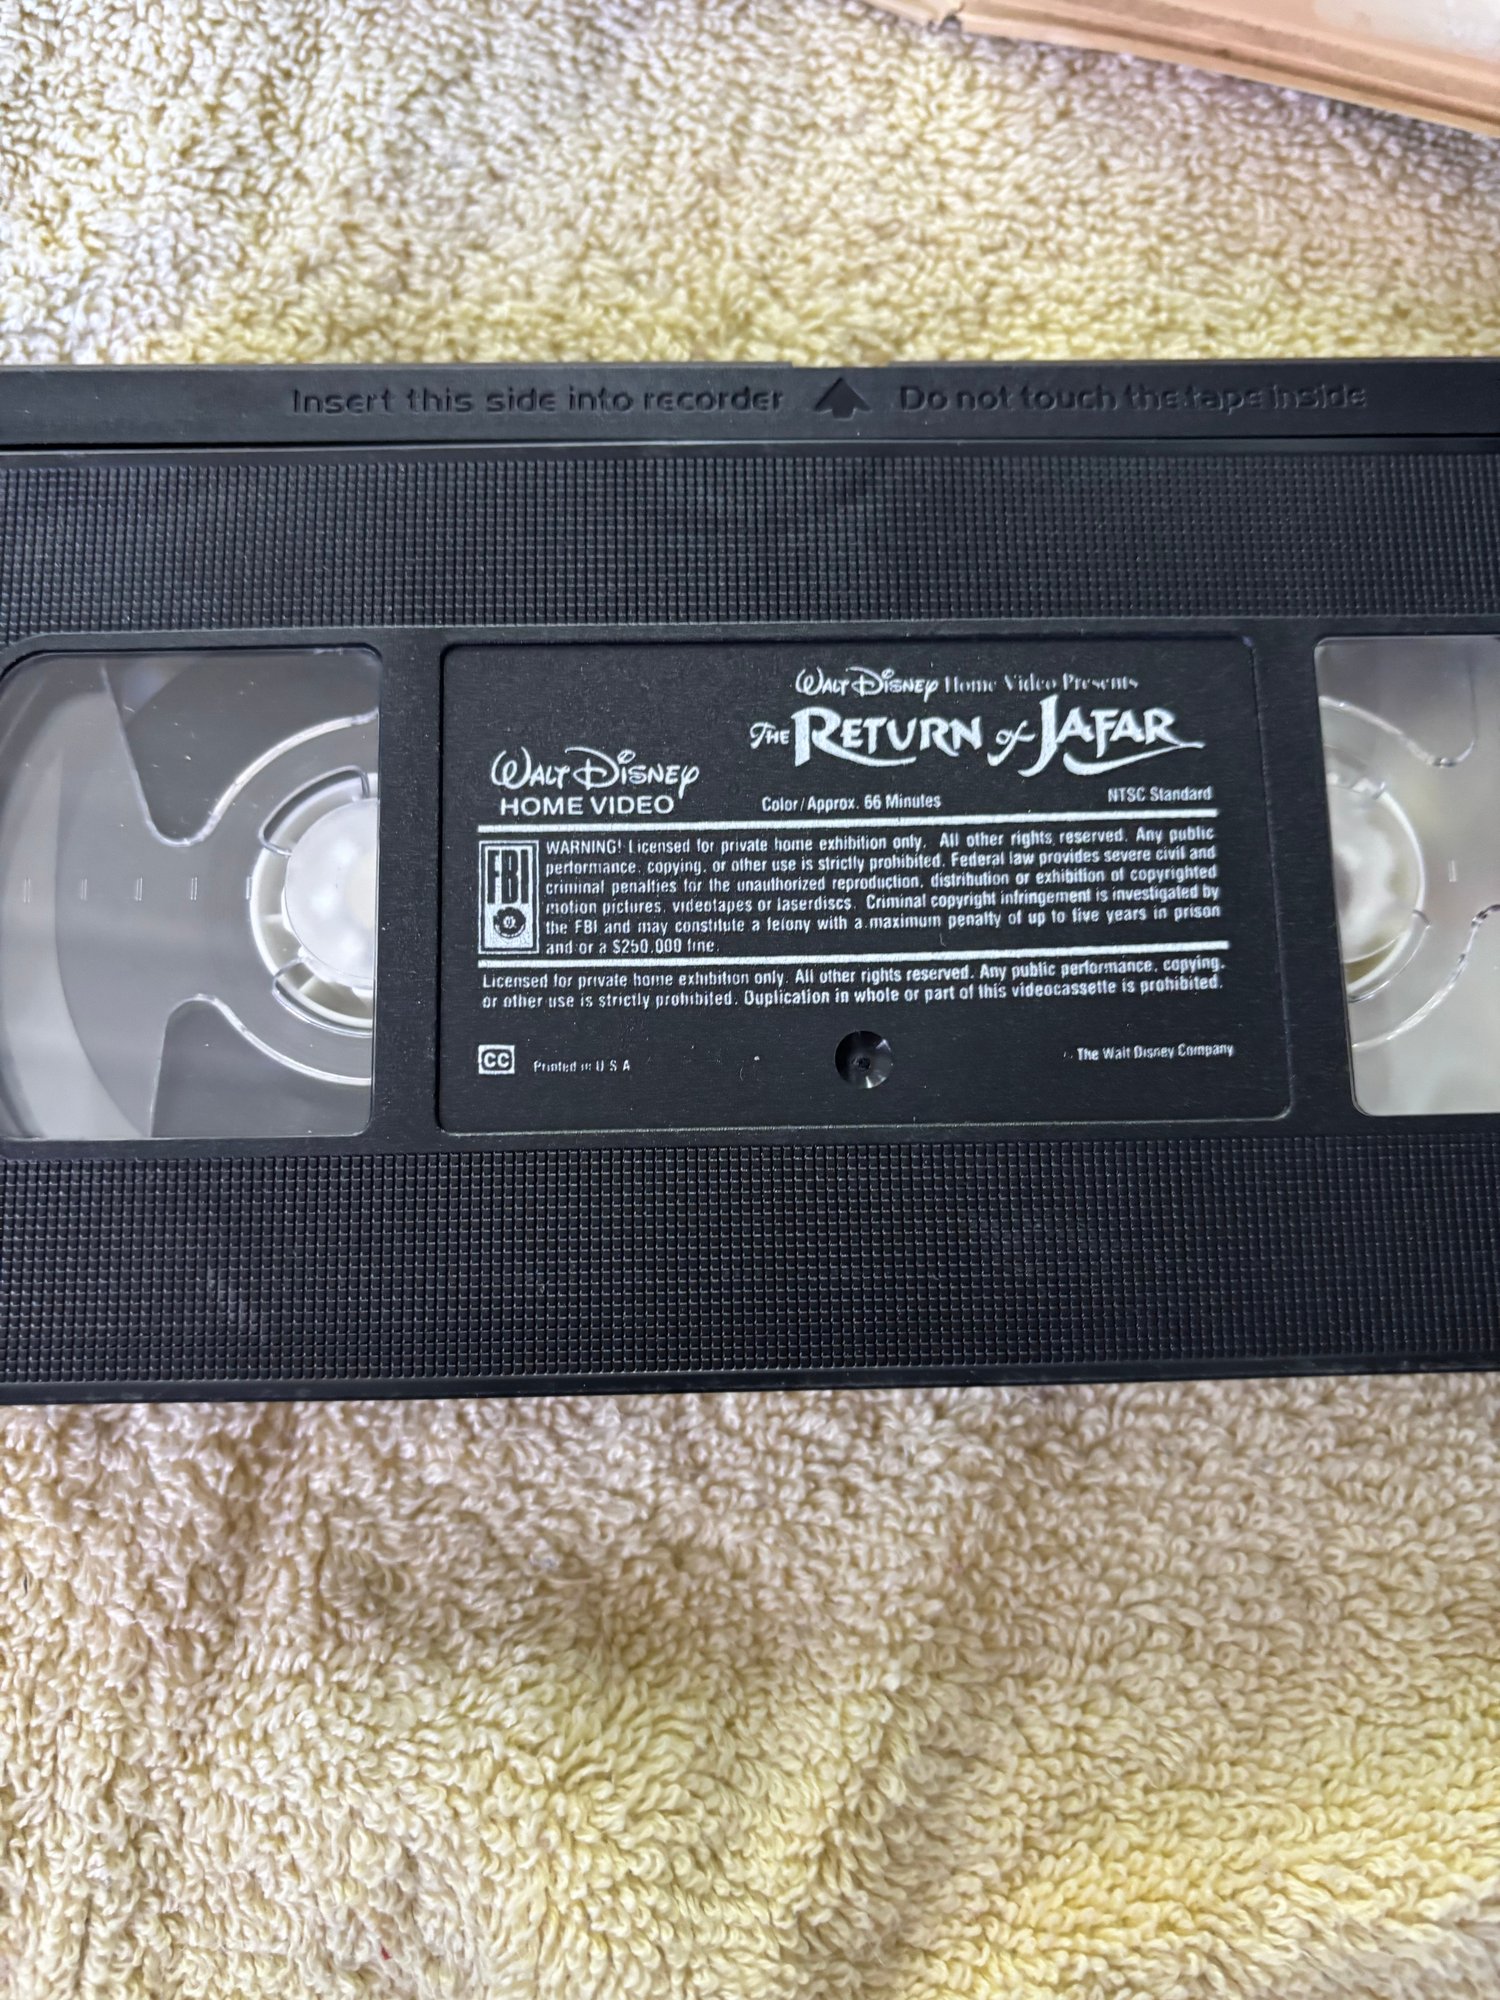 Insert this side into recorder Do not touch the tape inside
WALT DISNEY Home Video Presents
THE RETURN of JAFAR
WALT DISNEY
HOME VIDEO
Color/Approx. 66 Minutes NTSC Standard
FBI
WARNING! Licensed for private home exhibition only. All other rights reserved. Any public
performance, copying, or other use is strictly prohibited. Federal law provides severe civil and
criminal penalties for the unauthorized reproduction, distribution or exhibition of copyrighted
motion pictures, videotapes or laserdiscs. Criminal copyright infringement is investigated by
the FBI and may constitute a felony with a maximum penalty of up to five years in prison
and or a $250,000 fine.
Licensed for private home exhibition only. All other rights reserved. Any public performance, copying,
or other use is strictly prohibited. Duplication in whole or part of this videocassette is prohibited.
CC Printed in U S A The Walt Disney Company